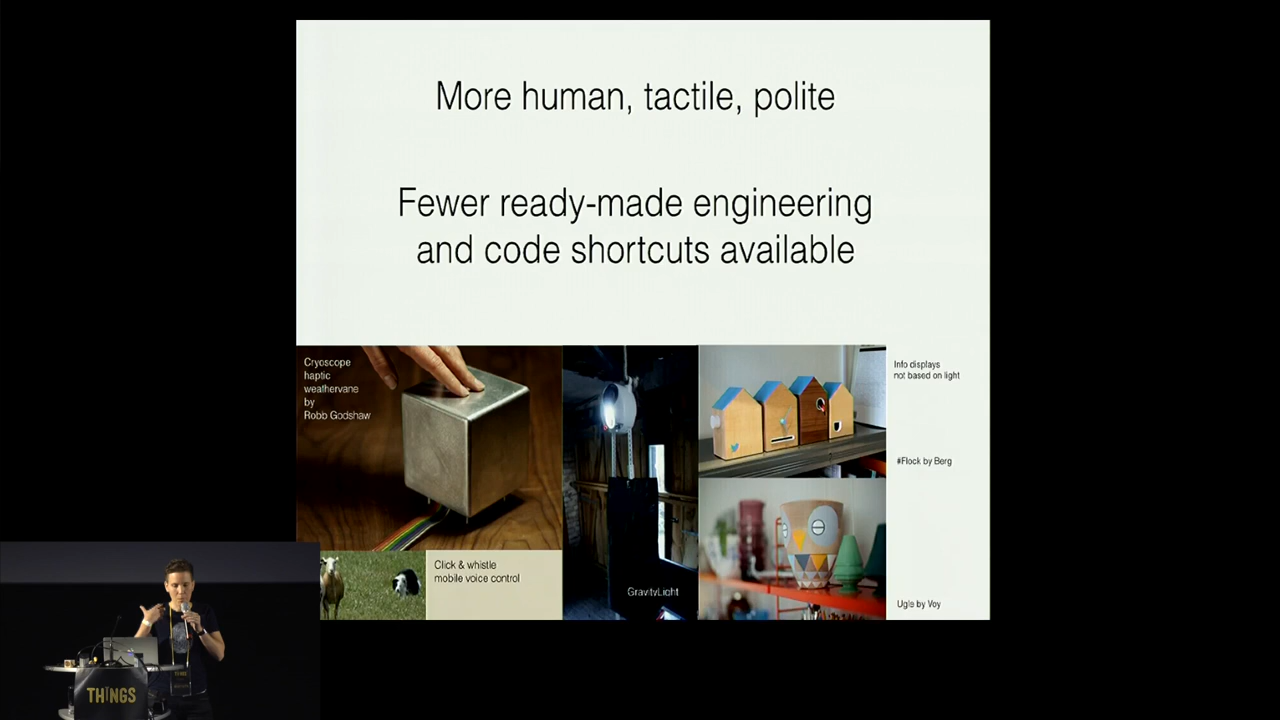 More human, tactile, polite
Fewer ready-made engineering
and code shortcuts available
Cryoscope
haptic
weathervane
by
Robb Godshaw
Info displays
not based on light
#Flock by Berg
Click & whistle
mobile voice control
GravityLight
Ugle by Voy
THINGS